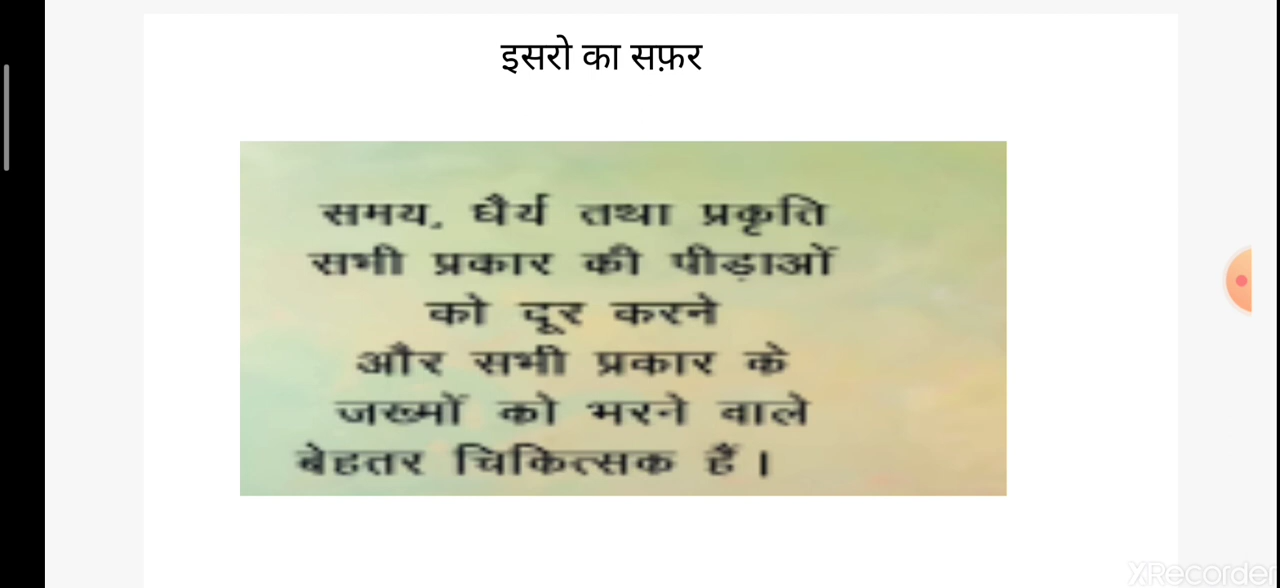 इसरो का सफ़र
समय, धैर्य तथा प्रकृति
सभी प्रकार की पीड़ाओं
को दूर करने
और सभी प्रकार के
जख्मों को भरने वाले
बेहतर चिकित्सक हैं।
XRecorder